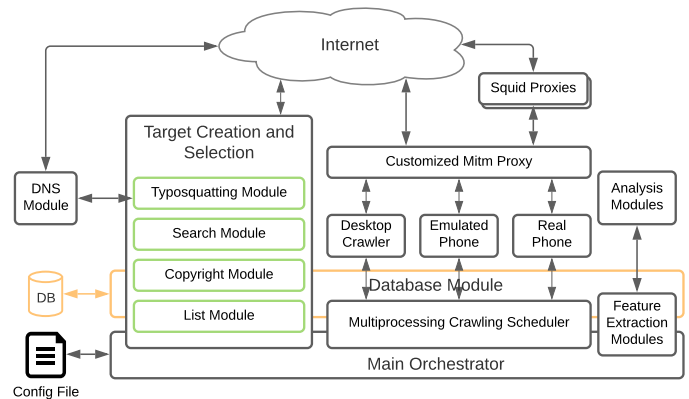 Internet
Squid Proxies
Target Creation and
Selection
Customized Mitm Proxy
DNS
Module
Typosquatting Module
Search Module
Copyright Module
List Module
Desktop
Crawler
Emulated
Phone
Real
Phone
Analysis
Modules
DB
Database Module
Multiprocessing Crawling Scheduler
Feature
Extraction
Modules
Main Orchestrator
Config File